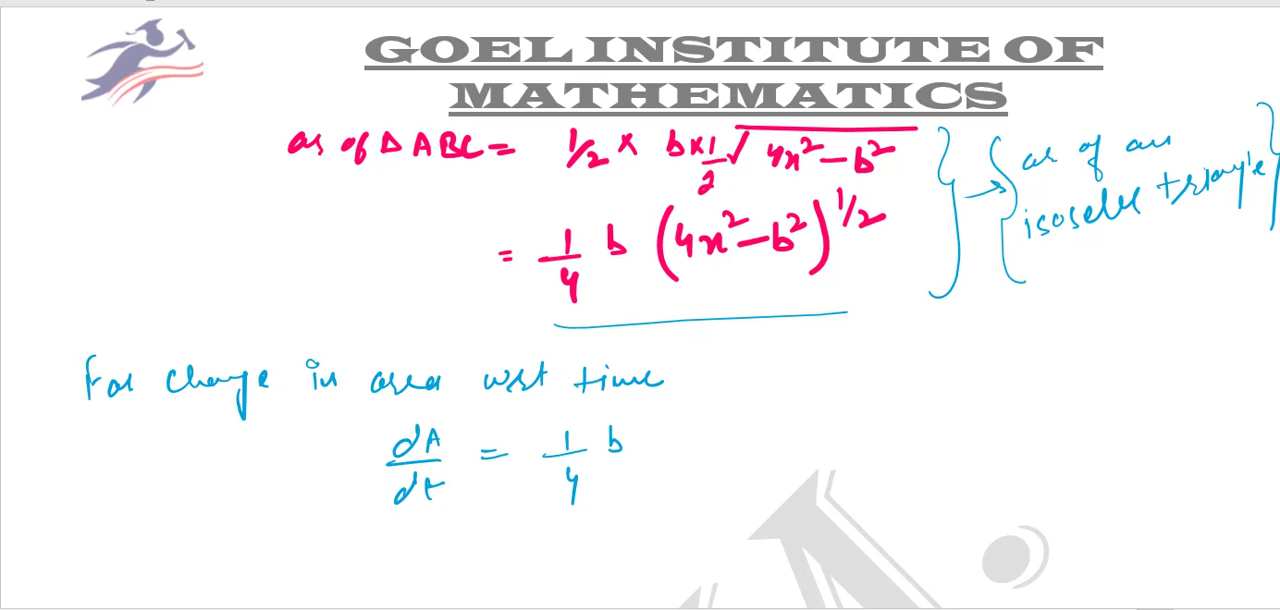 GOEL INSTITUTE OF
MATHEMATICS
ar of Δ ABC = 1/2 × b × 1/2 √(4x² − b²)
= 1/4 b (4x² − b²)^1/2
ar of an
isosceles triangle
For change in area wrt time
dA/dt = 1/4 b